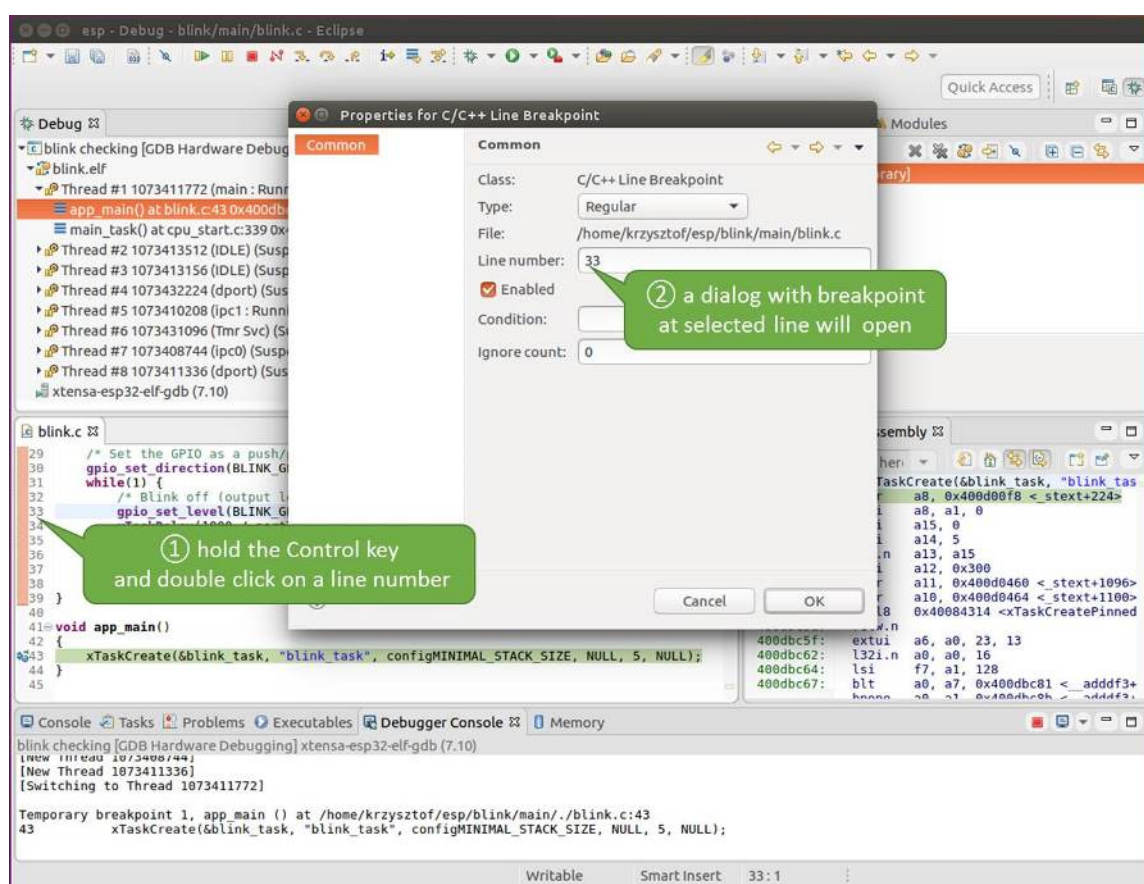 esp - Debug - blink/main/blink.c - Eclipse
Quick Access
Debug
Modules
blink checking [GDB Hardware Debug
blink.elf
Thread #1 1073411772 (main : Runn
app_main() at blink.c:43 0x400dbc
main_task() at cpu_start.c:339 0x4
Thread #2 1073413512 (IDLE) (Susp
Thread #3 1073413156 (IDLE) (Susp
Thread #4 1073432224 (dport) (Sus
Thread #5 1073410208 (ipc1 : Runni
Thread #6 1073431096 (Tmr Svc) (S
Thread #7 1073408744 (ipc0) (Susp
Thread #8 1073411336 (dport) (Sus
xtensa-esp32-elf-gdb (7.10)
rary]
Properties for C/C++ Line Breakpoint
Common
Common
Class: C/C++ Line Breakpoint
Type: Regular
File: /home/krzysztof/esp/blink/main/blink.c
Line number: 33
Enabled
Condition:
Ignore count: 0
② a dialog with breakpoint
at selected line will open
Cancel OK
blink.c
29 /* Set the GPIO as a push/
30 gpio_set_direction(BLINK_G
31 while(1) {
32 /* Blink off (output l
33 gpio_set_level(BLINK_G
34
35
36
37
38
39 }
40
41 void app_main()
42 {
43 xTaskCreate(&blink_task, "blink_task", configMINIMAL_STACK_SIZE, NULL, 5, NULL);
44 }
45
① hold the Control key
and double click on a line number
sembly
her
TaskCreate(&blink_task, "blink_tas
r a8, 0x400d00f8 <_stext+224>
i a8, a1, 0
i a15, 0
i a14, 5
.n a13, a15
i a12, 0x300
r a11, 0x400d0460 <_stext+1096>
r a10, 0x400d0464 <_stext+1100>
l8 0x40084314 <xTaskCreatePinned
400dbc5f: extui a6, a0, 23, 13
400dbc62: l32i.n a0, a0, 16
400dbc64: lsi f7, a1, 128
400dbc67: blt a0, a7, 0x400dbc81 <__adddf3+
Console Tasks Problems Executables Debugger Console Memory
blink checking [GDB Hardware Debugging] xtensa-esp32-elf-gdb (7.10)
[New Thread 1073408744]
[New Thread 1073411336]
[Switching to Thread 1073411772]
Temporary breakpoint 1, app_main () at /home/krzysztof/esp/blink/main/./blink.c:43
43 xTaskCreate(&blink_task, "blink_task", configMINIMAL_STACK_SIZE, NULL, 5, NULL);
Writable Smart Insert 33 : 1